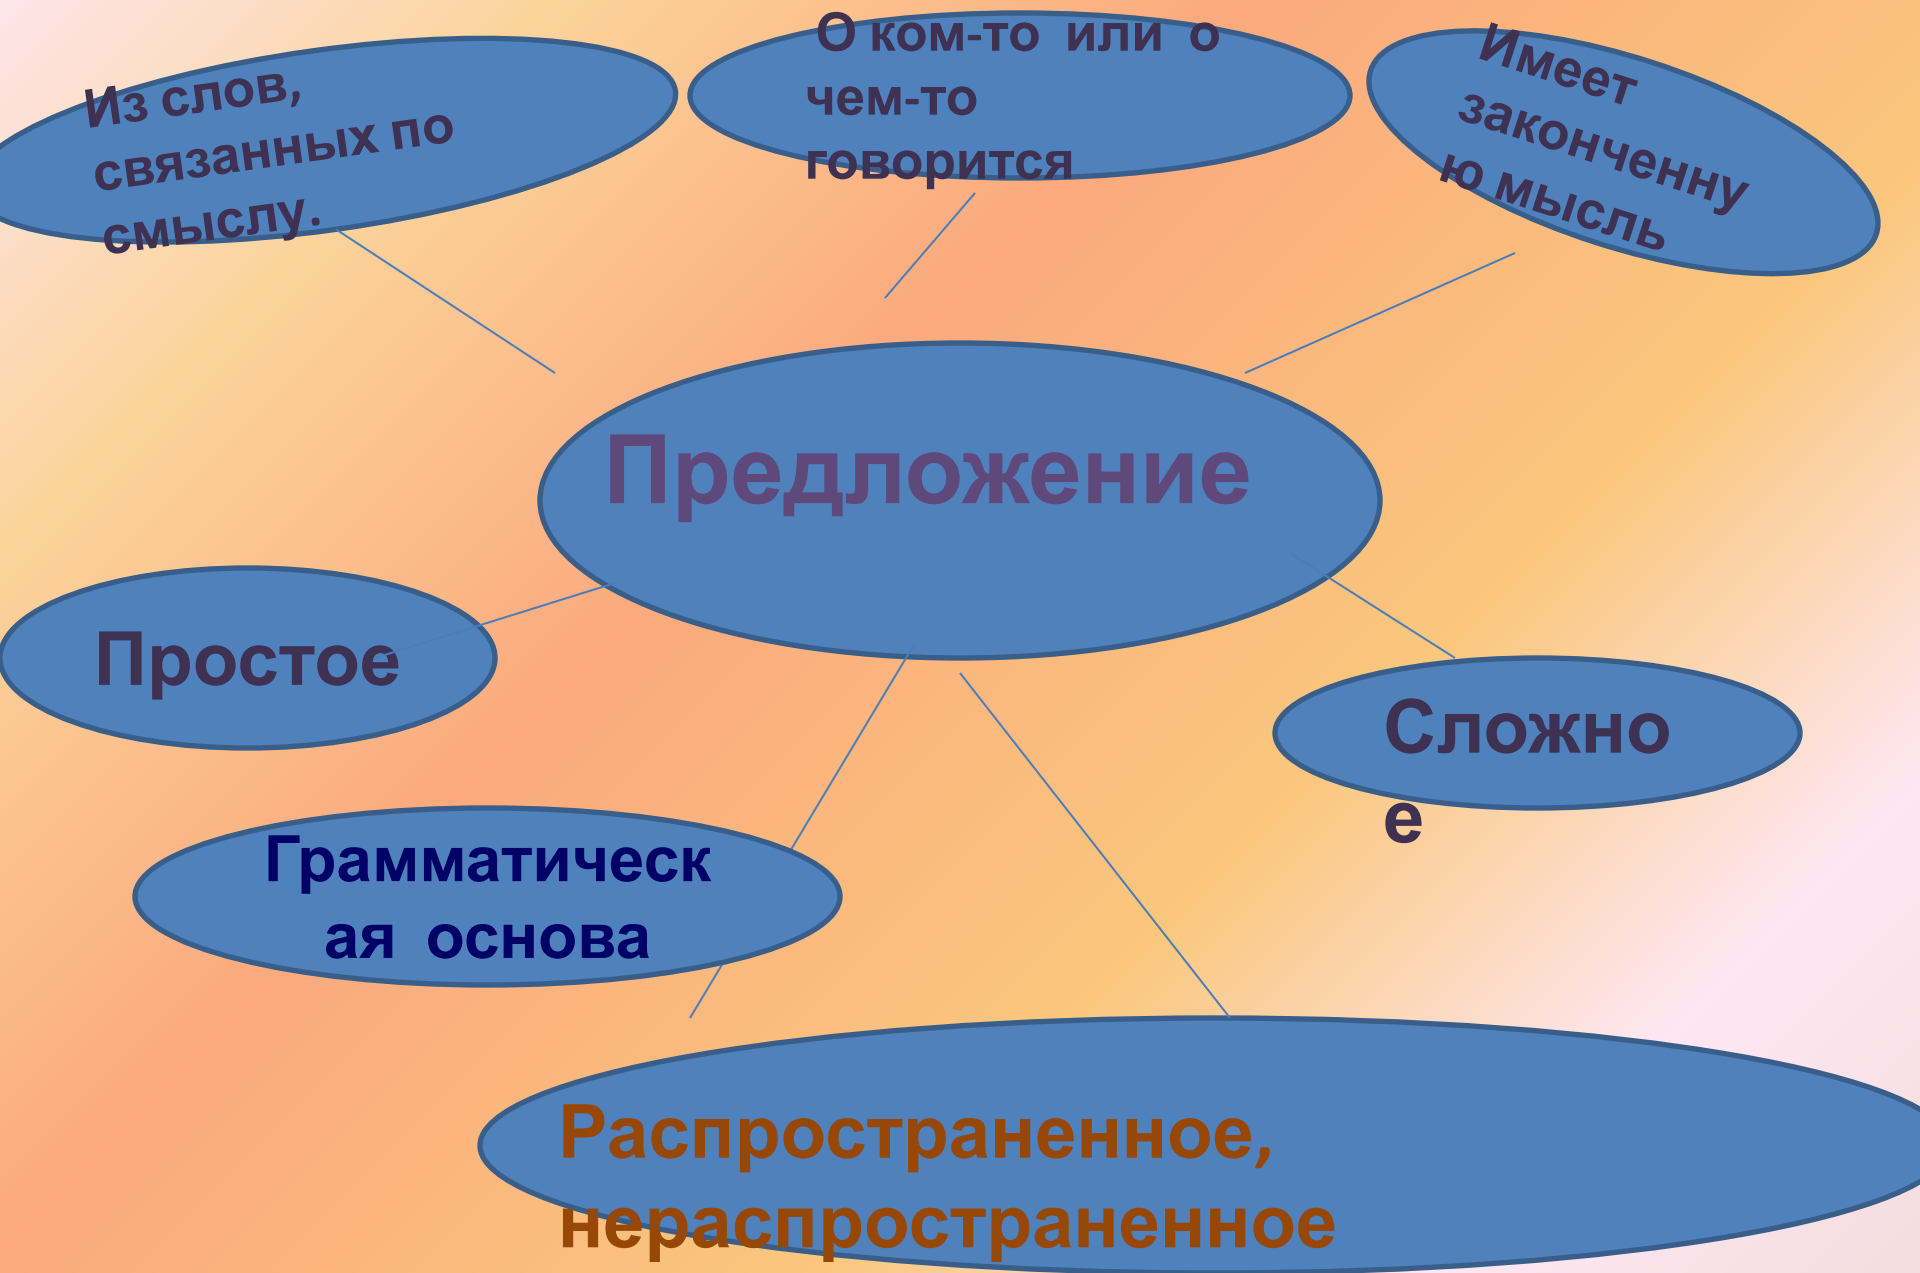 Из слов,
связанных по
смыслу.
О ком-то или о
чем-то
говорится
Имеет
законченну
ю мысль
Предложение
Простое
Сложно
е
Грамматическ
ая основа
Распространенное,
нераспространенное